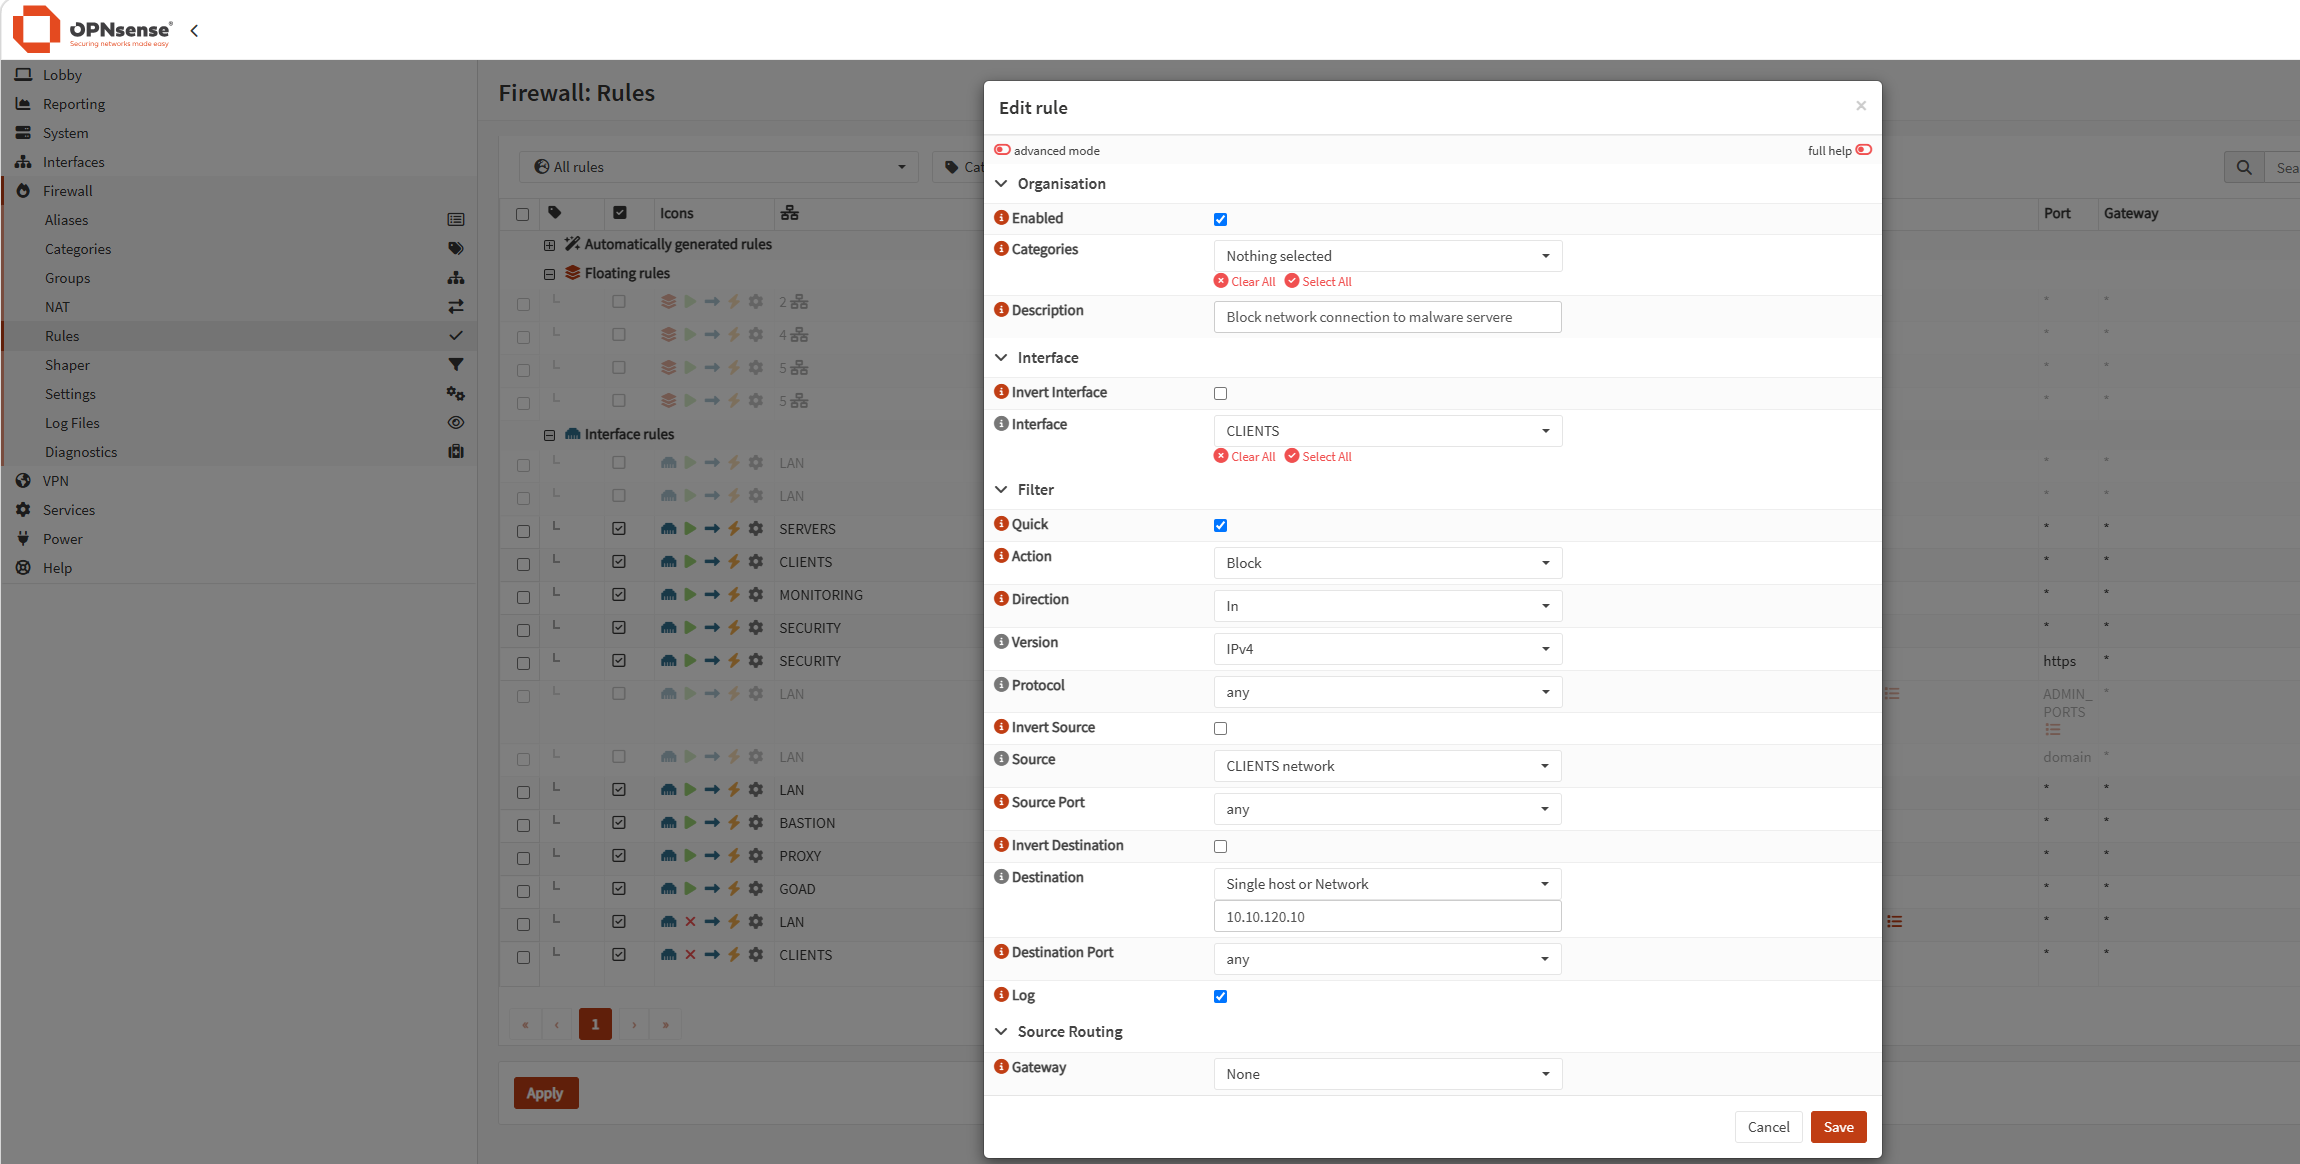 OPNsense®
Securing networks made easy
Lobby
Reporting
System
Interfaces
Firewall
Aliases
Categories
Groups
NAT
Rules
Shaper
Settings
Log Files
Diagnostics
VPN
Services
Power
Help
Firewall: Rules
All rules
Icons
Port
Gateway
Automatically generated rules
Floating rules
2
* *
4
* *
5
* *
5
* *
Interface rules
LAN * *
LAN * *
SERVERS * *
CLIENTS * *
MONITORING * *
SECURITY * *
SECURITY https *
LAN ADMIN_ *
PORTS
LAN domain *
LAN * *
BASTION * *
PROXY * *
GOAD * *
LAN * *
CLIENTS * *
« ‹ 1 › »
Apply
Edit rule ×
advanced mode full help
Organisation
Enabled
Categories Nothing selected
Clear All Select All
Description Block network connection to malware servere
Interface
Invert Interface
Interface CLIENTS
Clear All Select All
Filter
Quick
Action Block
Direction In
Version IPv4
Protocol any
Invert Source
Source CLIENTS network
Source Port any
Invert Destination
Destination Single host or Network
10.10.120.10
Destination Port any
Log
Source Routing
Gateway None
Cancel Save